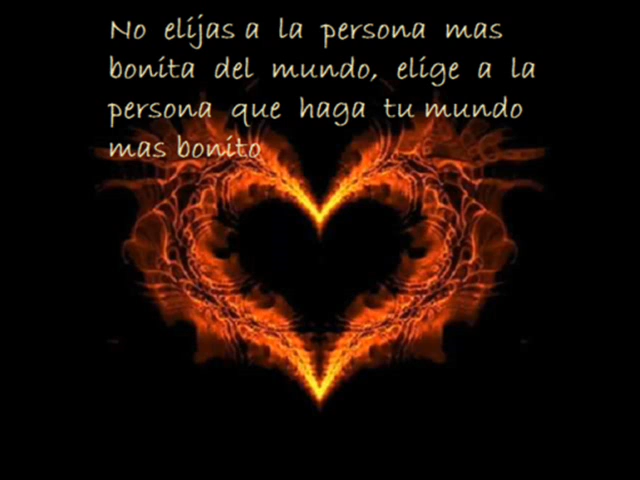 No elijas a la persona mas
bonita del mundo, elige a la
persona que haga tu mundo
mas bonito